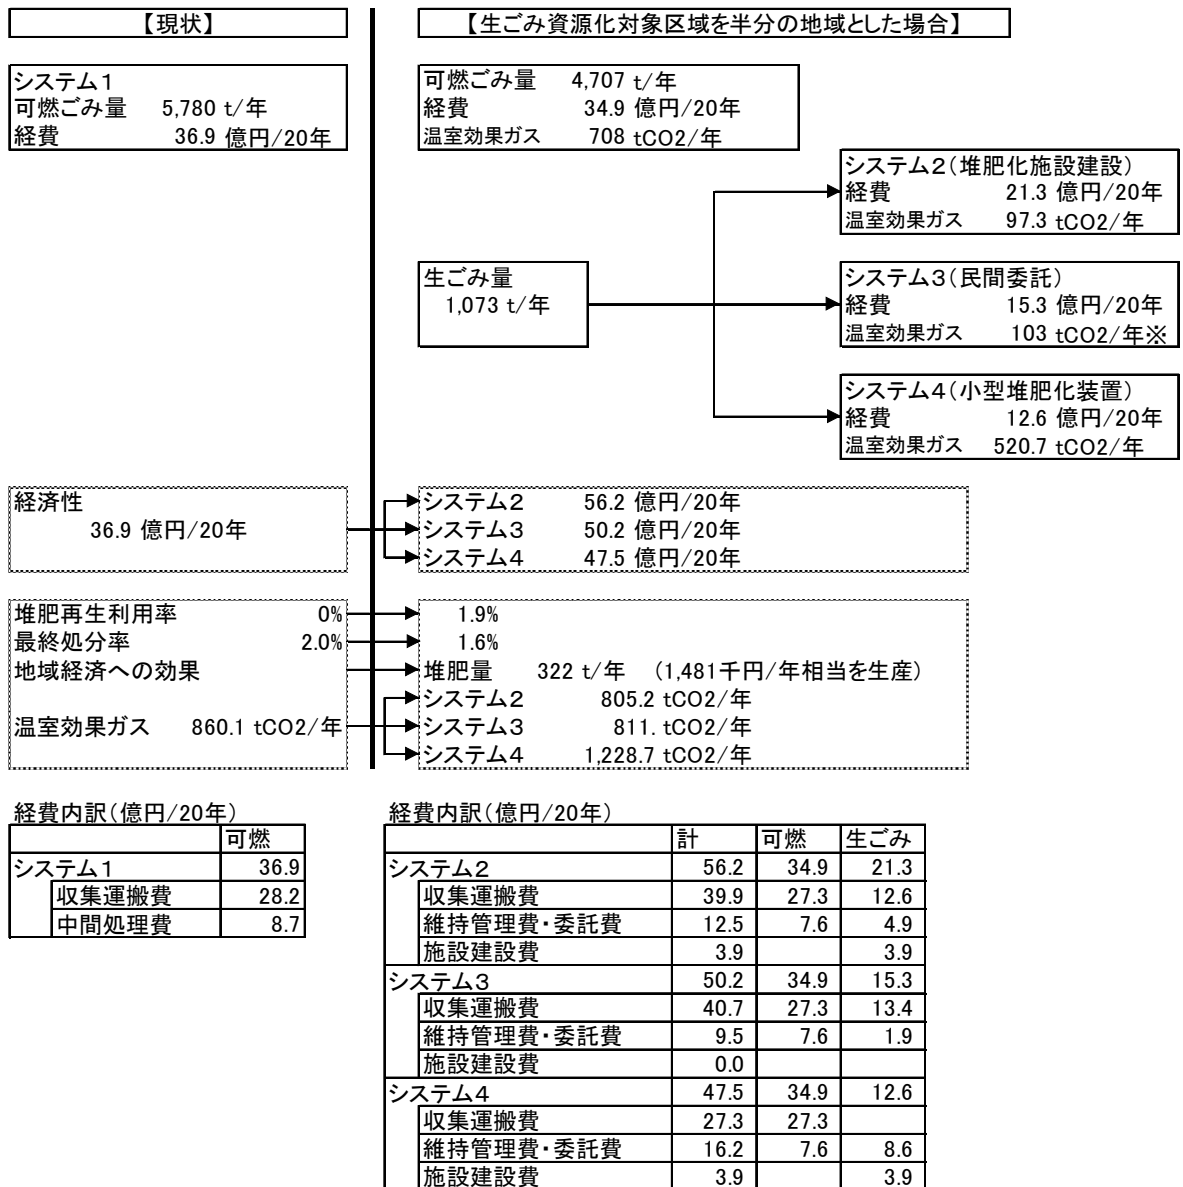 【現状】
【生ごみ資源化対象区域を半分の地域とした場合】
システム1
可燃ごみ量 5,780 t/年
経費 36.9 億円/20年
可燃ごみ量 4,707 t/年
経費 34.9 億円/20年
温室効果ガス 708 tCO2/年
システム2(堆肥化施設建設)
経費 21.3 億円/20年
温室効果ガス 97.3 tCO2/年
生ごみ量
1,073 t/年
システム3(民間委託)
経費 15.3 億円/20年
温室効果ガス 103 tCO2/年※
システム4(小型堆肥化装置)
経費 12.6 億円/20年
温室効果ガス 520.7 tCO2/年
経済性
36.9 億円/20年
システム2 56.2 億円/20年
システム3 50.2 億円/20年
システム4 47.5 億円/20年
堆肥再生利用率 0% 1.9%
最終処分率 2.0% 1.6%
地域経済への効果 堆肥量 322 t/年 (1,481千円/年相当を生産)
システム2 805.2 tCO2/年
温室効果ガス 860.1 tCO2/年 システム3 811. tCO2/年
システム4 1,228.7 tCO2/年
経費内訳(億円/20年)
可燃
システム1 36.9
収集運搬費 28.2
中間処理費 8.7
経費内訳(億円/20年)
計 可燃 生ごみ
システム2 56.2 34.9 21.3
収集運搬費 39.9 27.3 12.6
維持管理費・委託費 12.5 7.6 4.9
施設建設費 3.9 3.9
システム3 50.2 34.9 15.3
収集運搬費 40.7 27.3 13.4
維持管理費・委託費 9.5 7.6 1.9
施設建設費 0.0
システム4 47.5 34.9 12.6
収集運搬費 27.3 27.3
維持管理費・委託費 16.2 7.6 8.6
施設建設費 3.9 3.9